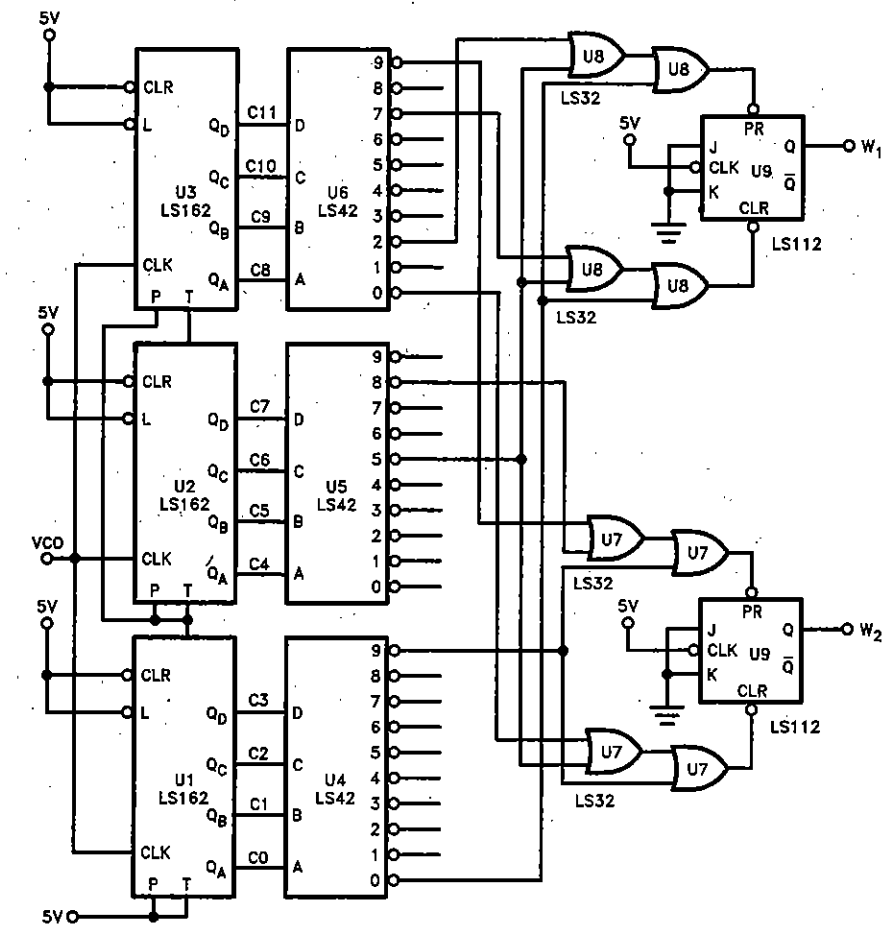 5V
CLR
L
QD C11 D
QC C10 C
U3
LS162
QB C9 B
CLK
QA C8 A
P T
U6
LS42
9
8
7
6
5
4
3
2
1
0
5V
CLR
L
QD C7 D
QC C6 C
U2
LS162
QB C5 B
VCO
CLK
QA C4 A
P T
U5
LS42
9
8
7
6
5
4
3
2
1
0
5V
CLR
L
QD C3 D
QC C2 C
U1
LS162
QB C1 B
CLK
QA C0 A
P T
5V
U4
LS42
9
8
7
6
5
4
3
2
1
0
U8
U8
LS32
5V
PR
J Q W1
CLK U9 Q̅
K
CLR
LS112
U8
U8
LS32
U7
U7
LS32
5V
PR
J Q W2
CLK U9 Q̅
K
CLR
LS112
U7
U7
LS32